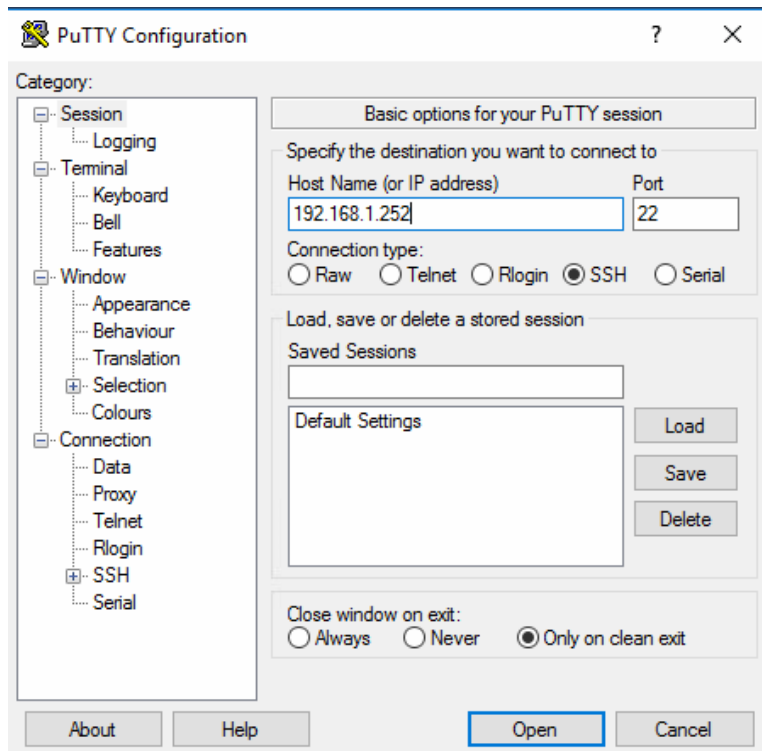 PuTTY Configuration
?
Category:
Session
Logging
Terminal
Keyboard
Bell
Features
Window
Appearance
Behaviour
Translation
Selection
Colours
Connection
Data
Proxy
Telnet
Rlogin
SSH
Serial
Basic options for your PuTTY session
Specify the destination you want to connect to
Host Name (or IP address) Port
192.168.1.252 22
Connection type:
Raw Telnet Rlogin SSH Serial
Load, save or delete a stored session
Saved Sessions
Default Settings
Load
Save
Delete
Close window on exit:
Always Never Only on clean exit
About Help Open Cancel